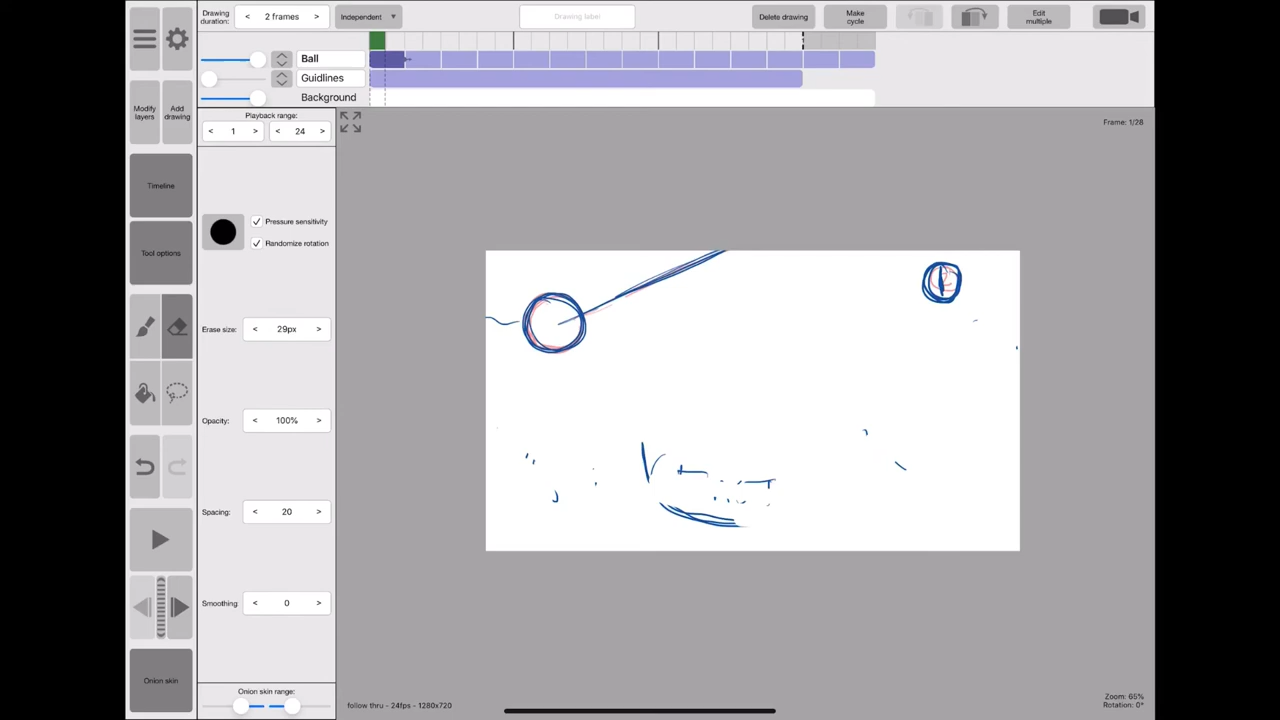 Drawing duration: < 2 frames > Independent ▼ Drawing label Delete drawing Make cycle Edit multiple
Ball
Guidlines
Background
Modify layers
Add drawing
Playback range:
< 1 > < 24 >
Frame: 1/28
Timeline
Pressure sensitivity
Randomize rotation
Tool options
Erase size: < 29px >
Opacity: < 100% >
Spacing: < 20 >
Smoothing < 0 >
Onion skin
Onion skin range:
follow thru - 24fps - 1280x720
Zoom: 65%
Rotation: 0°